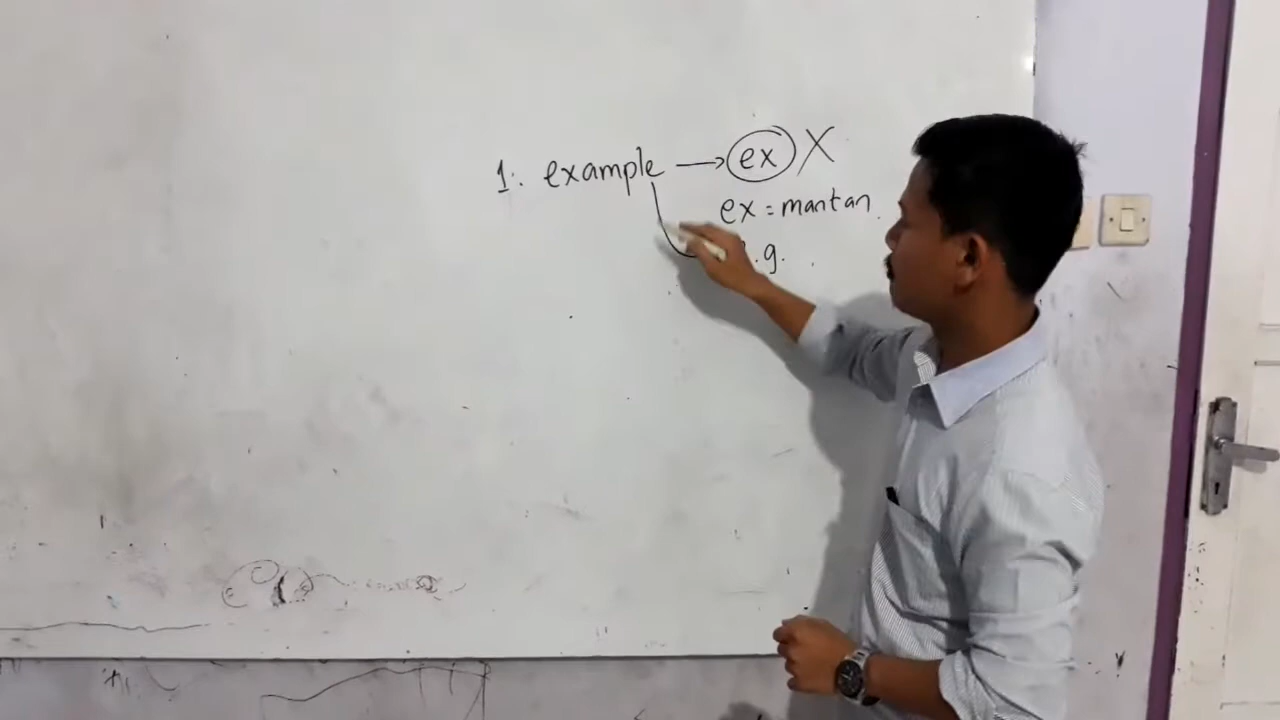 1. example → ex X
ex = mantan
.g.